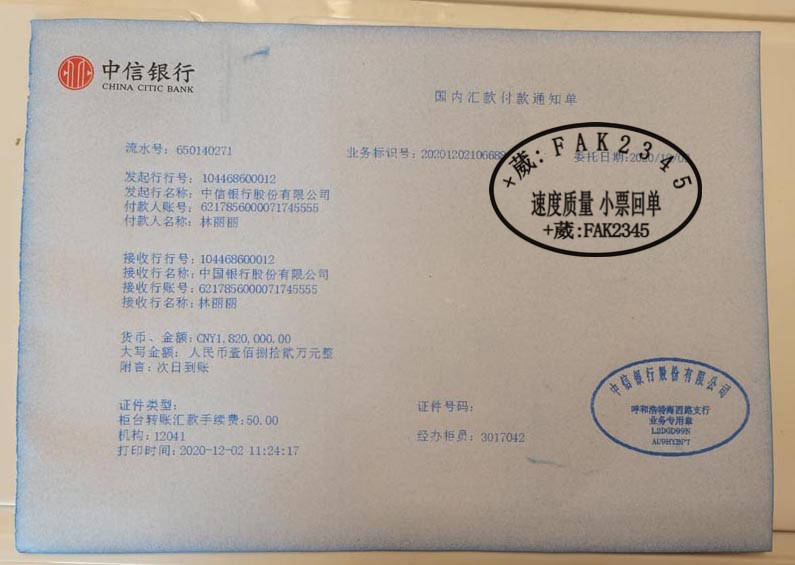 中信银行
CHINA CITIC BANK
国内汇款付款通知单
流水号: 650140271
业务标识号: 2020120210668
委托日期:2020/12/0
发起行行号: 104468600012
发起行名称: 中信银行股份有限公司
付款人账号: 6217856000071745555
付款人名称: 林丽丽
+葳: FAK2345
速度质量 小票回单
+葳:FAK2345
接收行行号: 104468600012
接收行名称: 中国银行股份有限公司
接收行账号: 6217856000071745555
接收行名称: 林丽丽
货币、金额: CNY1,820,000.00
大写金额: 人民币壹佰捌拾贰万元整
附言: 次日到账
证件类型:
证件号码:
柜台转账汇款手续费:50.00
机构: 12041
经办柜员: 3017042
打印时间: 2020-12-02 11:24:17
中信银行股份有限公司
呼和浩特海西路支行
业务专用章